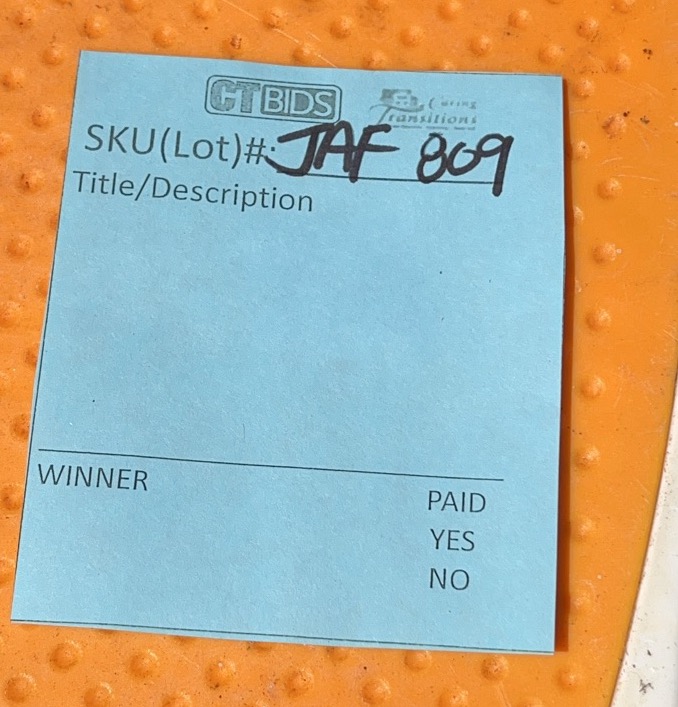 CTBIDS Caring Transitions
SKU(Lot)#: JAF 809
Title/Description
WINNER
PAID
YES
NO